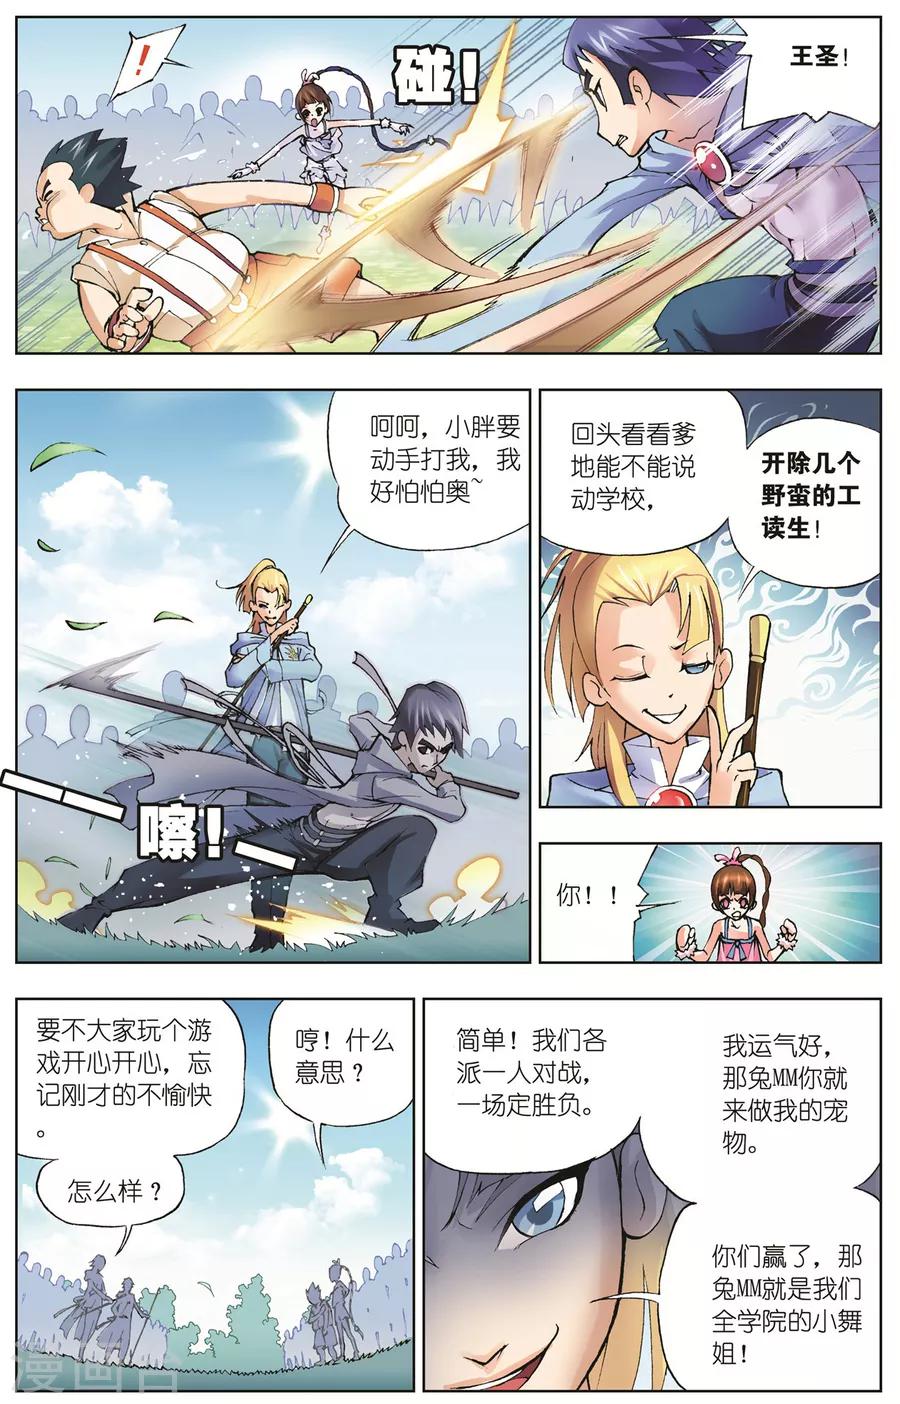 ！
碰！
王圣！
呵呵，小胖要
动手打我，我
好怕怕奥~
嚓！
回头看看爹
地能不能说
动学校，
开除几个
野蛮的工
读生！
你！！
要不大家玩个游
戏开心开心，忘
记刚才的不愉快
。
哼！什么
意思？
怎么样？
简单！我们各
派一人对战，
一场定胜负。
我运气好，
那兔MM你就
来做我的宠
物。
你们赢了，那
兔MM就是我们
全学院的小舞
姐！
漫画台